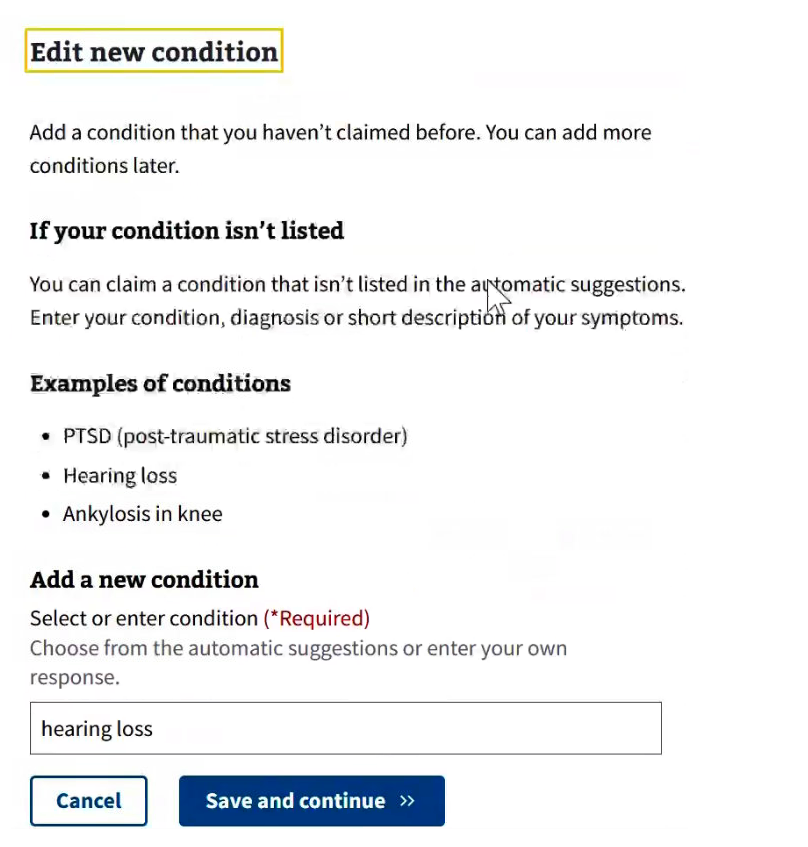 Edit new condition
Add a condition that you haven’t claimed before. You can add more
conditions later.
If your condition isn’t listed
You can claim a condition that isn’t listed in the automatic suggestions.
Enter your condition, diagnosis or short description of your symptoms.
Examples of conditions
• PTSD (post-traumatic stress disorder)
• Hearing loss
• Ankylosis in knee
Add a new condition
Select or enter condition (*Required)
Choose from the automatic suggestions or enter your own
response.
hearing loss
Cancel
Save and continue »